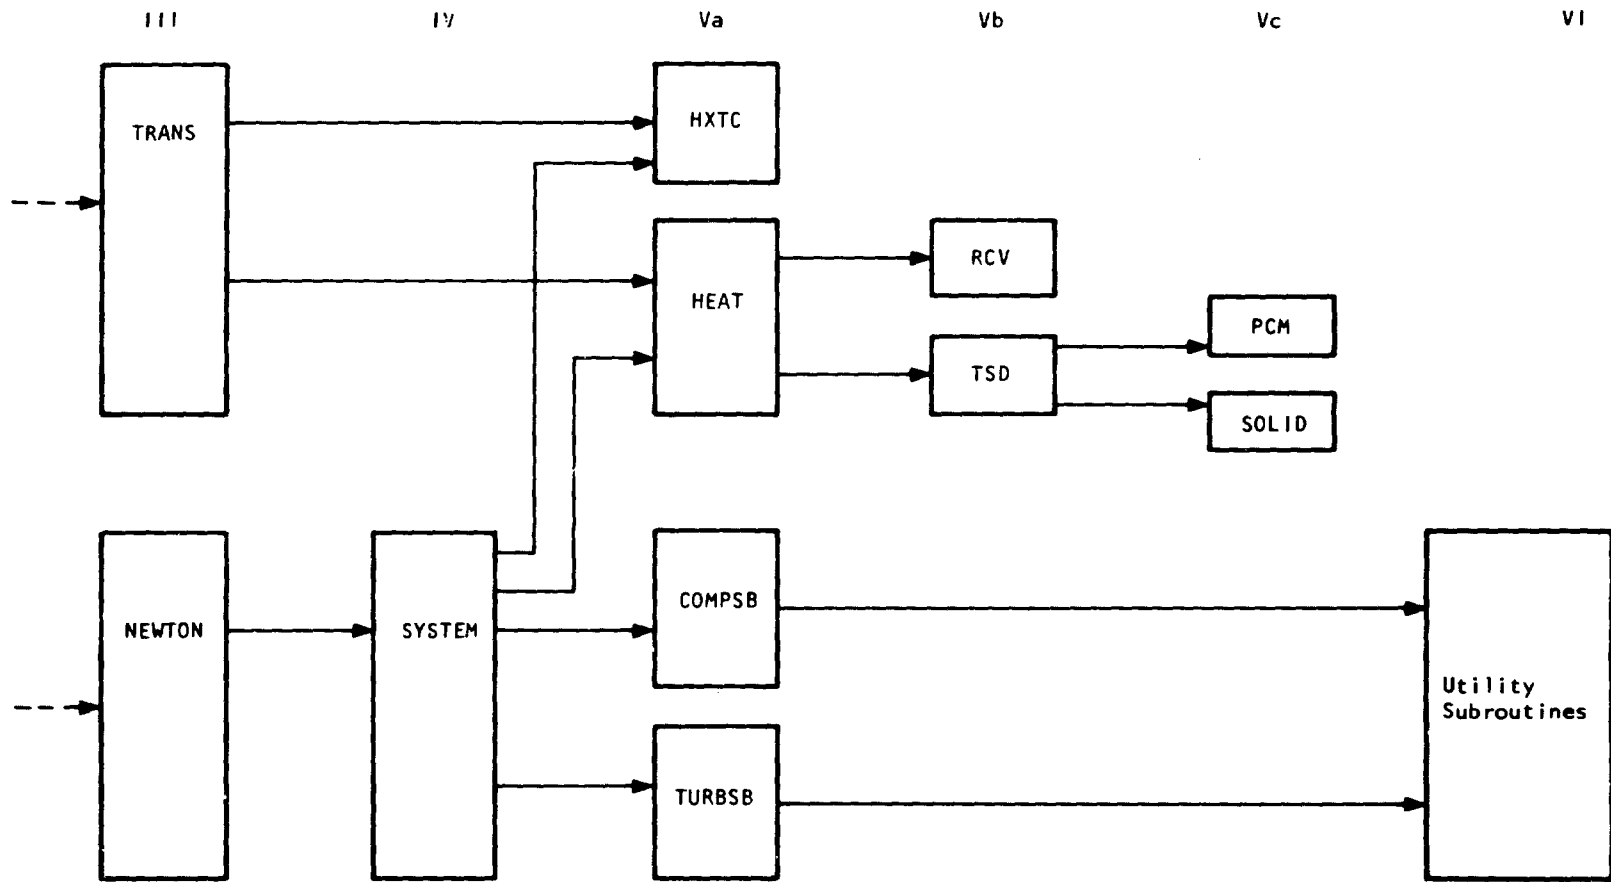 III
IV
Va
Vb
Vc
VI
TRANS
HXTC
HEAT
RCV
TSD
PCM
SOLID
NEWTON
SYSTEM
COMPSB
TURBSB
Utility
Subroutines